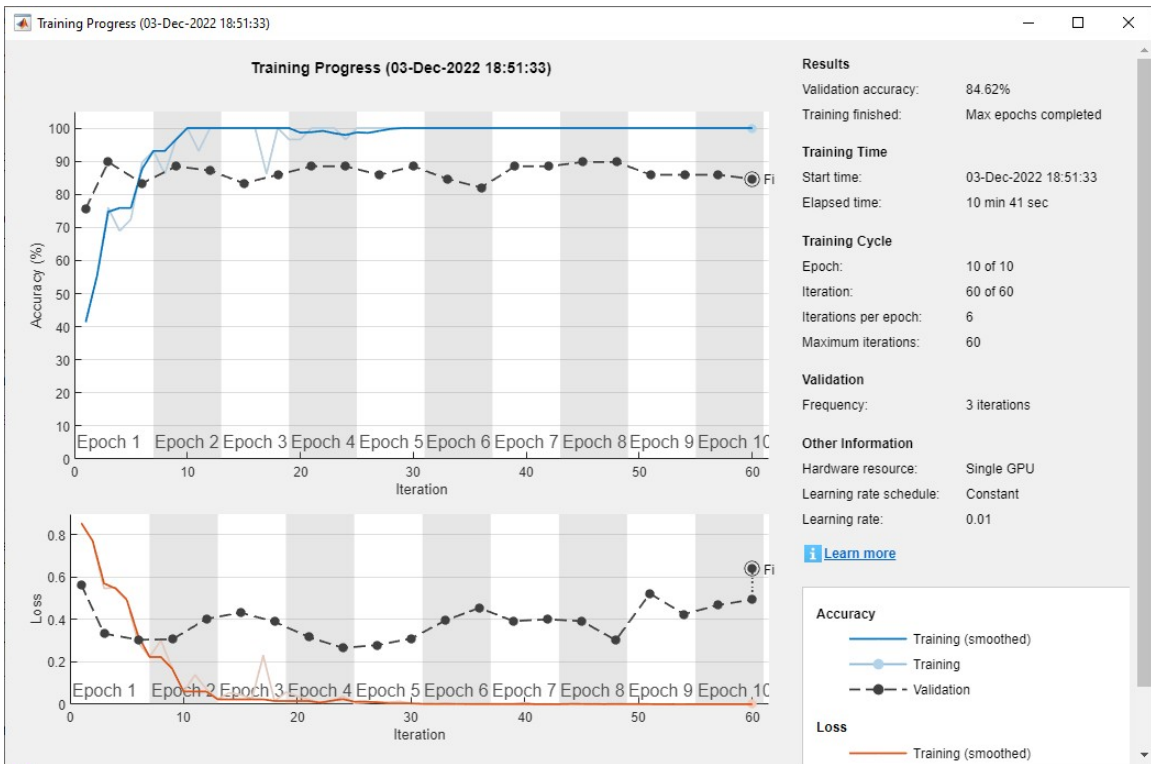 Training Progress (03-Dec-2022 18:51:33)
Training Progress (03-Dec-2022 18:51:33)
Accuracy (%)
100
90
80
70
60
50
40
30
20
10
0
Fi
Epoch 1 Epoch 2 Epoch 3 Epoch 4 Epoch 5 Epoch 6 Epoch 7 Epoch 8 Epoch 9 Epoch 10
0 10 20 30 40 50 60
Iteration
Loss
0.8
0.6
0.4
0.2
0
Fi
Epoch 1 Epoch 2 Epoch 3 Epoch 4 Epoch 5 Epoch 6 Epoch 7 Epoch 8 Epoch 9 Epoch 10
0 10 20 30 40 50 60
Iteration
Results
Validation accuracy: 84.62%
Training finished: Max epochs completed
Training Time
Start time: 03-Dec-2022 18:51:33
Elapsed time: 10 min 41 sec
Training Cycle
Epoch: 10 of 10
Iteration: 60 of 60
Iterations per epoch: 6
Maximum iterations: 60
Validation
Frequency: 3 iterations
Other Information
Hardware resource: Single GPU
Learning rate schedule: Constant
Learning rate: 0.01
i Learn more
Accuracy
Training (smoothed)
Training
Validation
Loss
Training (smoothed)